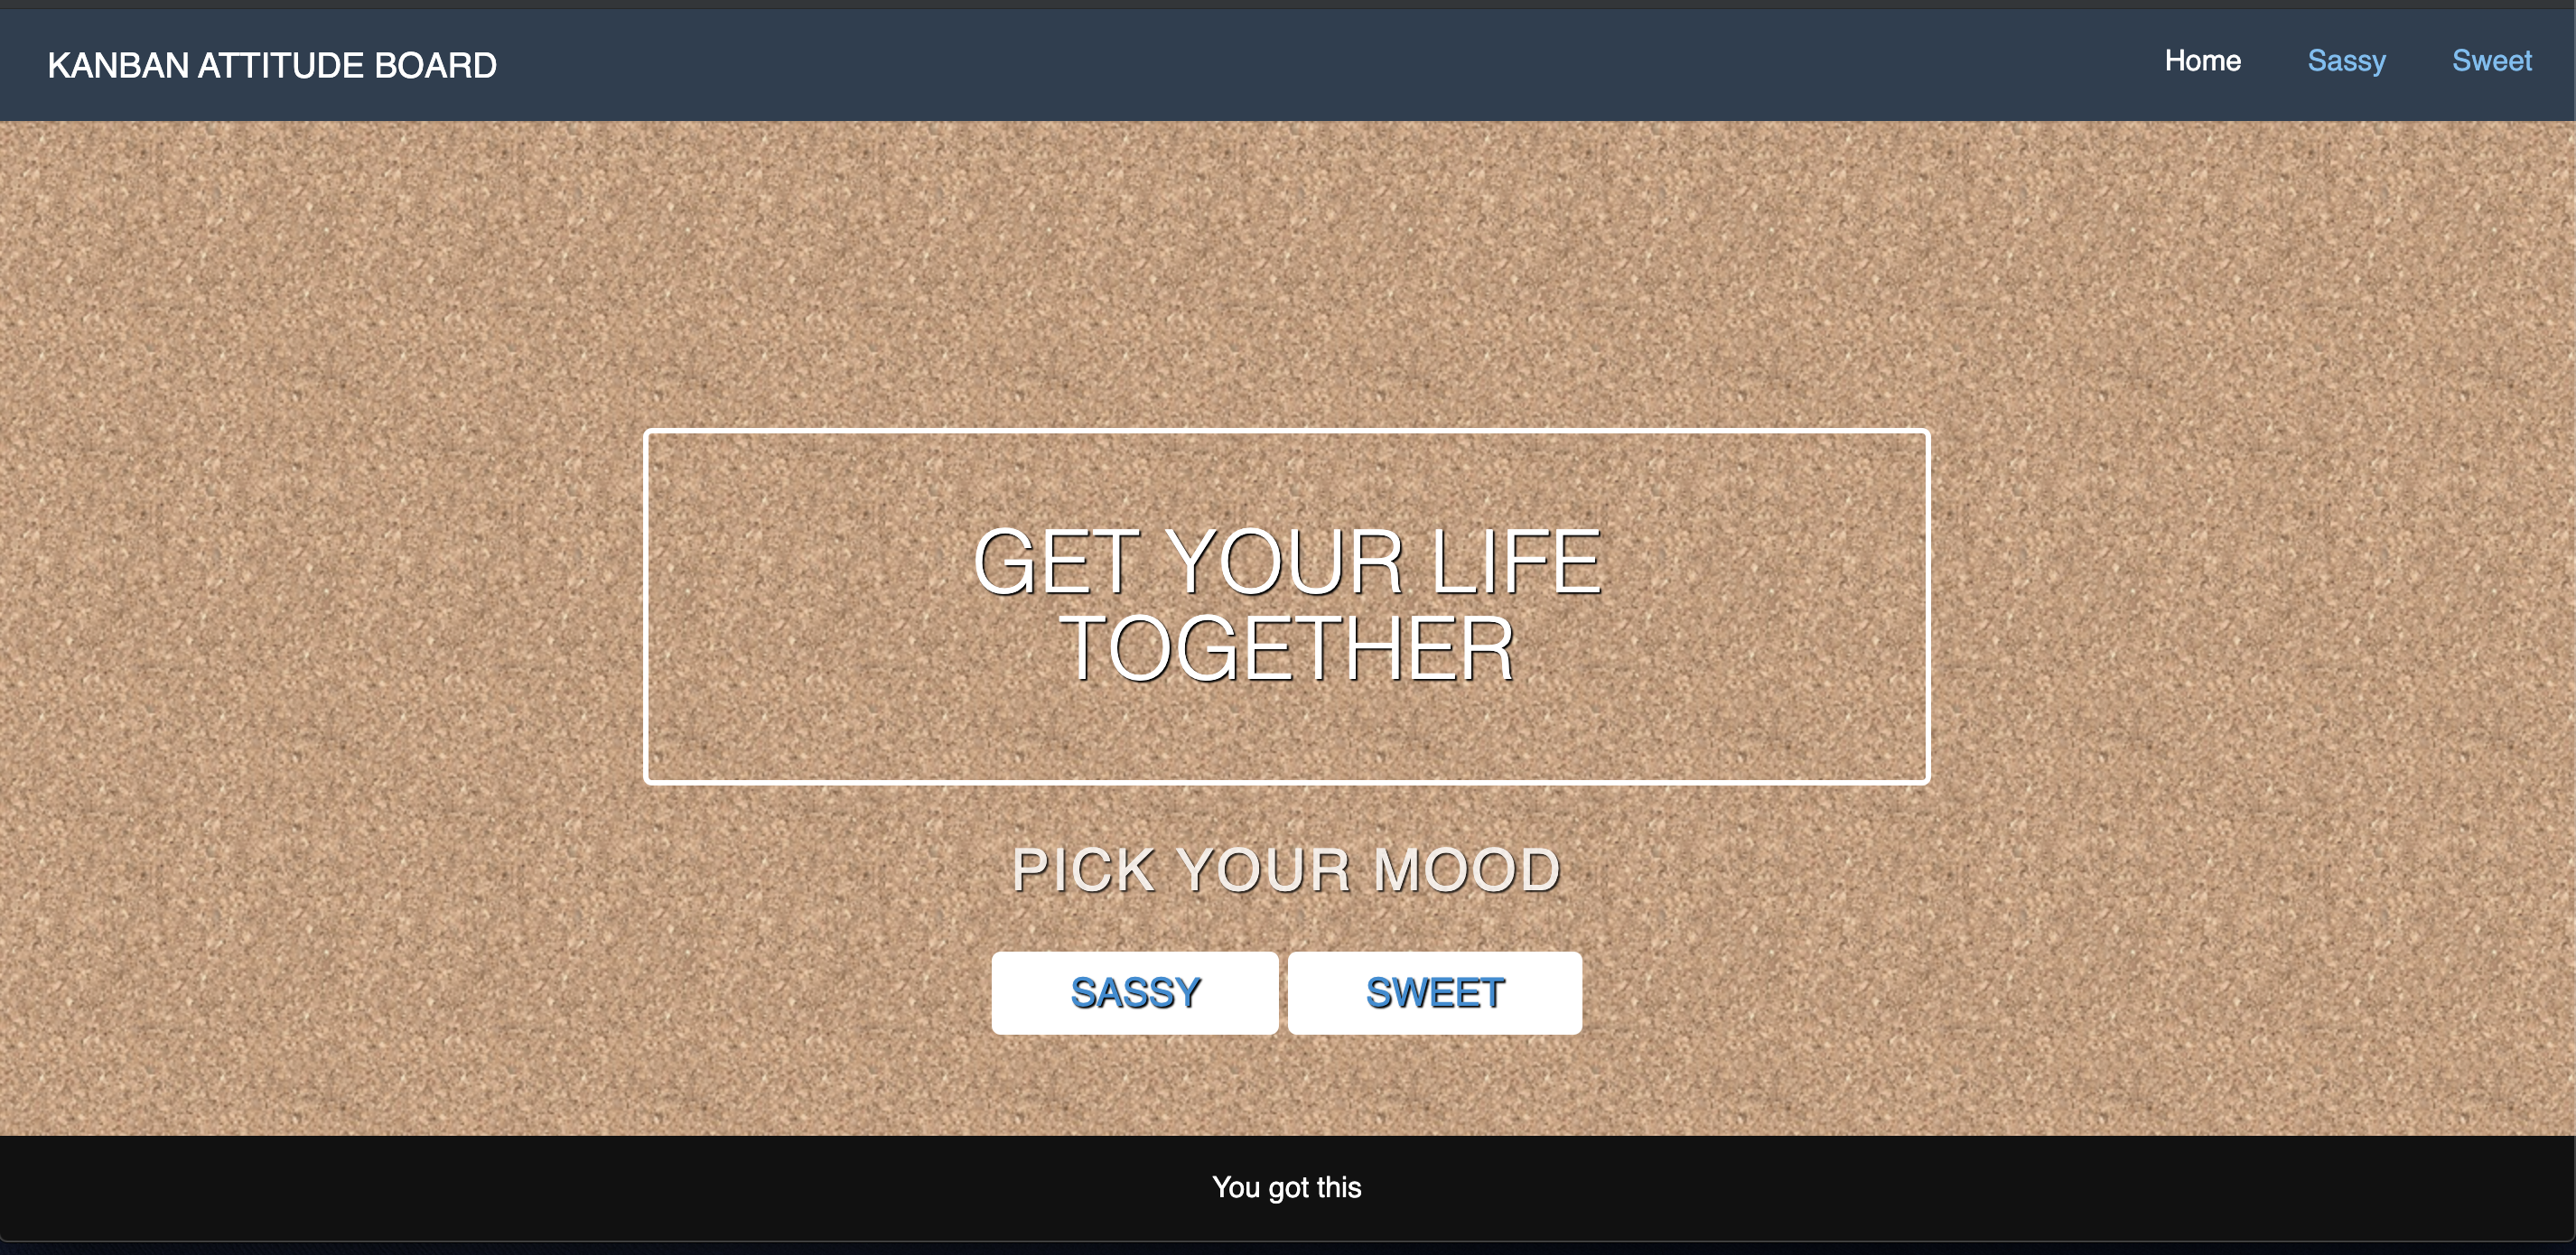 KANBAN ATTITUDE BOARD
Home Sassy Sweet
GET YOUR LIFE
TOGETHER
PICK YOUR MOOD
SASSY SWEET
You got this